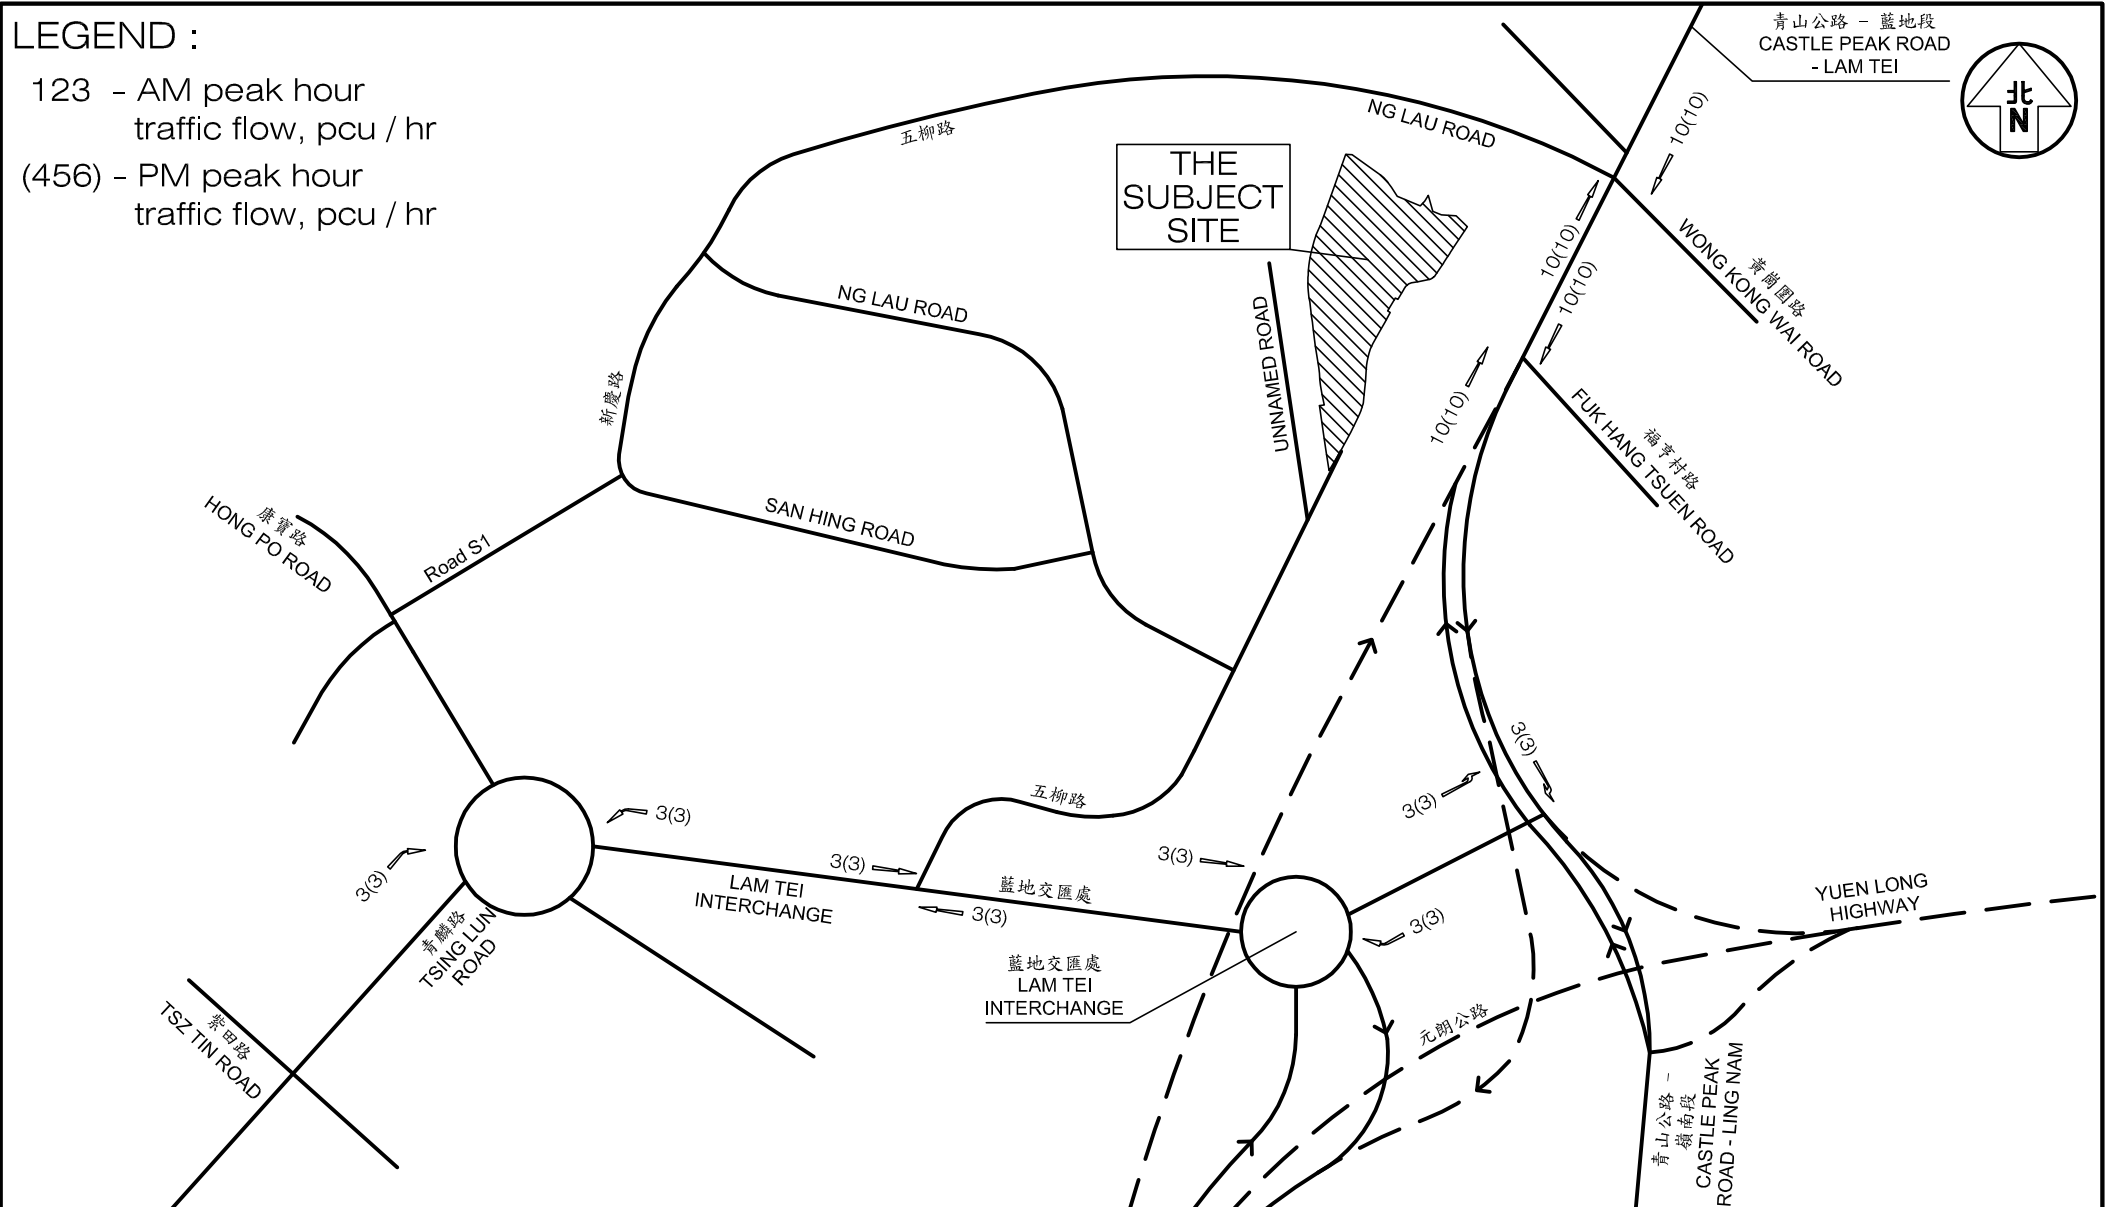 LEGEND :
123 - AM peak hour
traffic flow, pcu / hr
(456) - PM peak hour
traffic flow, pcu / hr
青山公路 - 藍地段
CASTLE PEAK ROAD
- LAM TEI
北
N
10(10)
NG LAU ROAD
五柳路
THE
SUBJECT
SITE
10(10)
10(10)
WONG KONG WAI ROAD
黃崗圍路
NG LAU ROAD
UNNAMED ROAD
新慶路
10(10)
FUK HANG TSUEN ROAD
福亨村路
康寶路
HONG PO ROAD
Road S1
SAN HING ROAD
3(3)
五柳路
3(3)
3(3)
3(3)
3(3)
3(3)
LAM TEI
INTERCHANGE
藍地交匯處
3(3)
3(3)
青麟路
TSING LUN
ROAD
YUEN LONG
HIGHWAY
藍地交匯處
LAM TEI
INTERCHANGE
元朗公路
紫田路
TSZ TIN ROAD
青山公路 -
嶺南段
CASTLE PEAK
ROAD - LING NAM